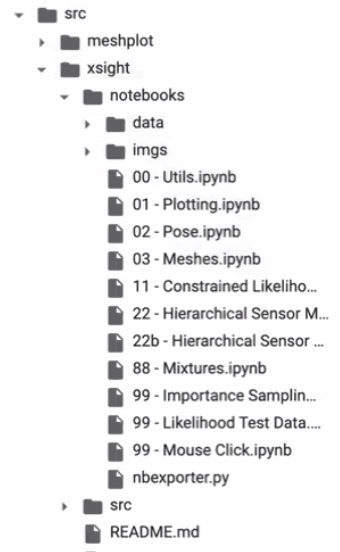 src
meshplot
xsight
notebooks
data
imgs
00 - Utils.ipynb
01 - Plotting.ipynb
02 - Pose.ipynb
03 - Meshes.ipynb
11 - Constrained Likeliho...
22 - Hierarchical Sensor M...
22b - Hierarchical Sensor ...
88 - Mixtures.ipynb
99 - Importance Samplin...
99 - Likelihood Test Data....
99 - Mouse Click.ipynb
nbexporter.py
src
README.md